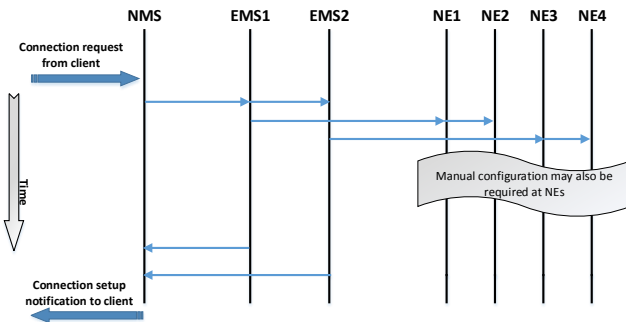 NMS EMS1 EMS2 NE1 NE2 NE3 NE4
Connection request
from client
Manual configuration may also be
required at NEs
Time
Connection setup
notification to client